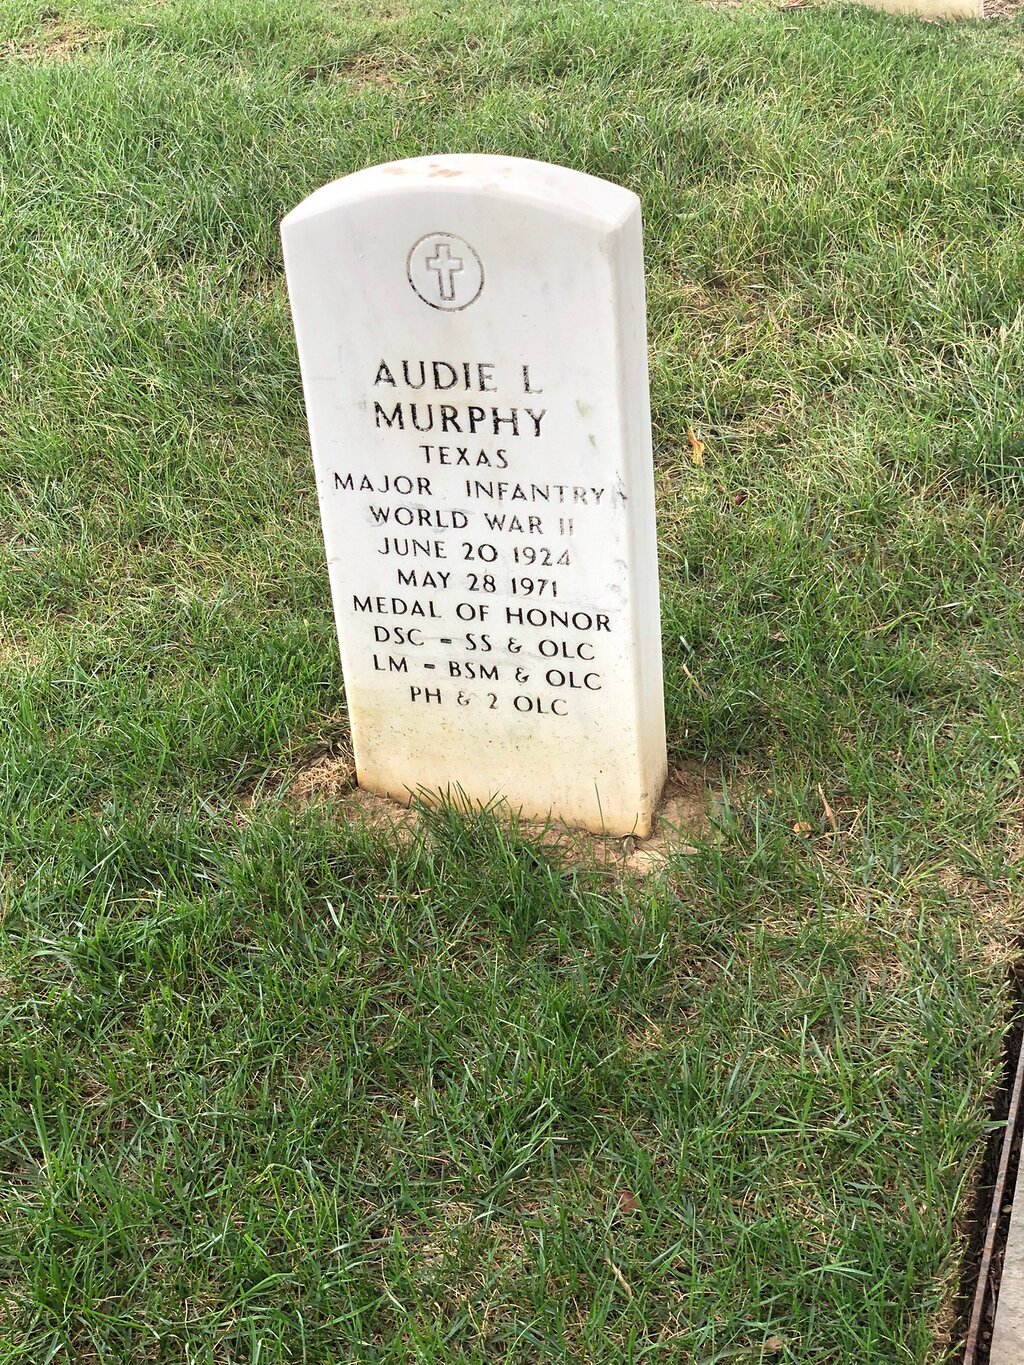 AUDIE L
MURPHY
TEXAS
MAJOR INFANTRY
WORLD WAR II
JUNE 20 1924
MAY 28 1971
MEDAL OF HONOR
DSC - SS & OLC
LM - BSM & OLC
PH & 2 OLC